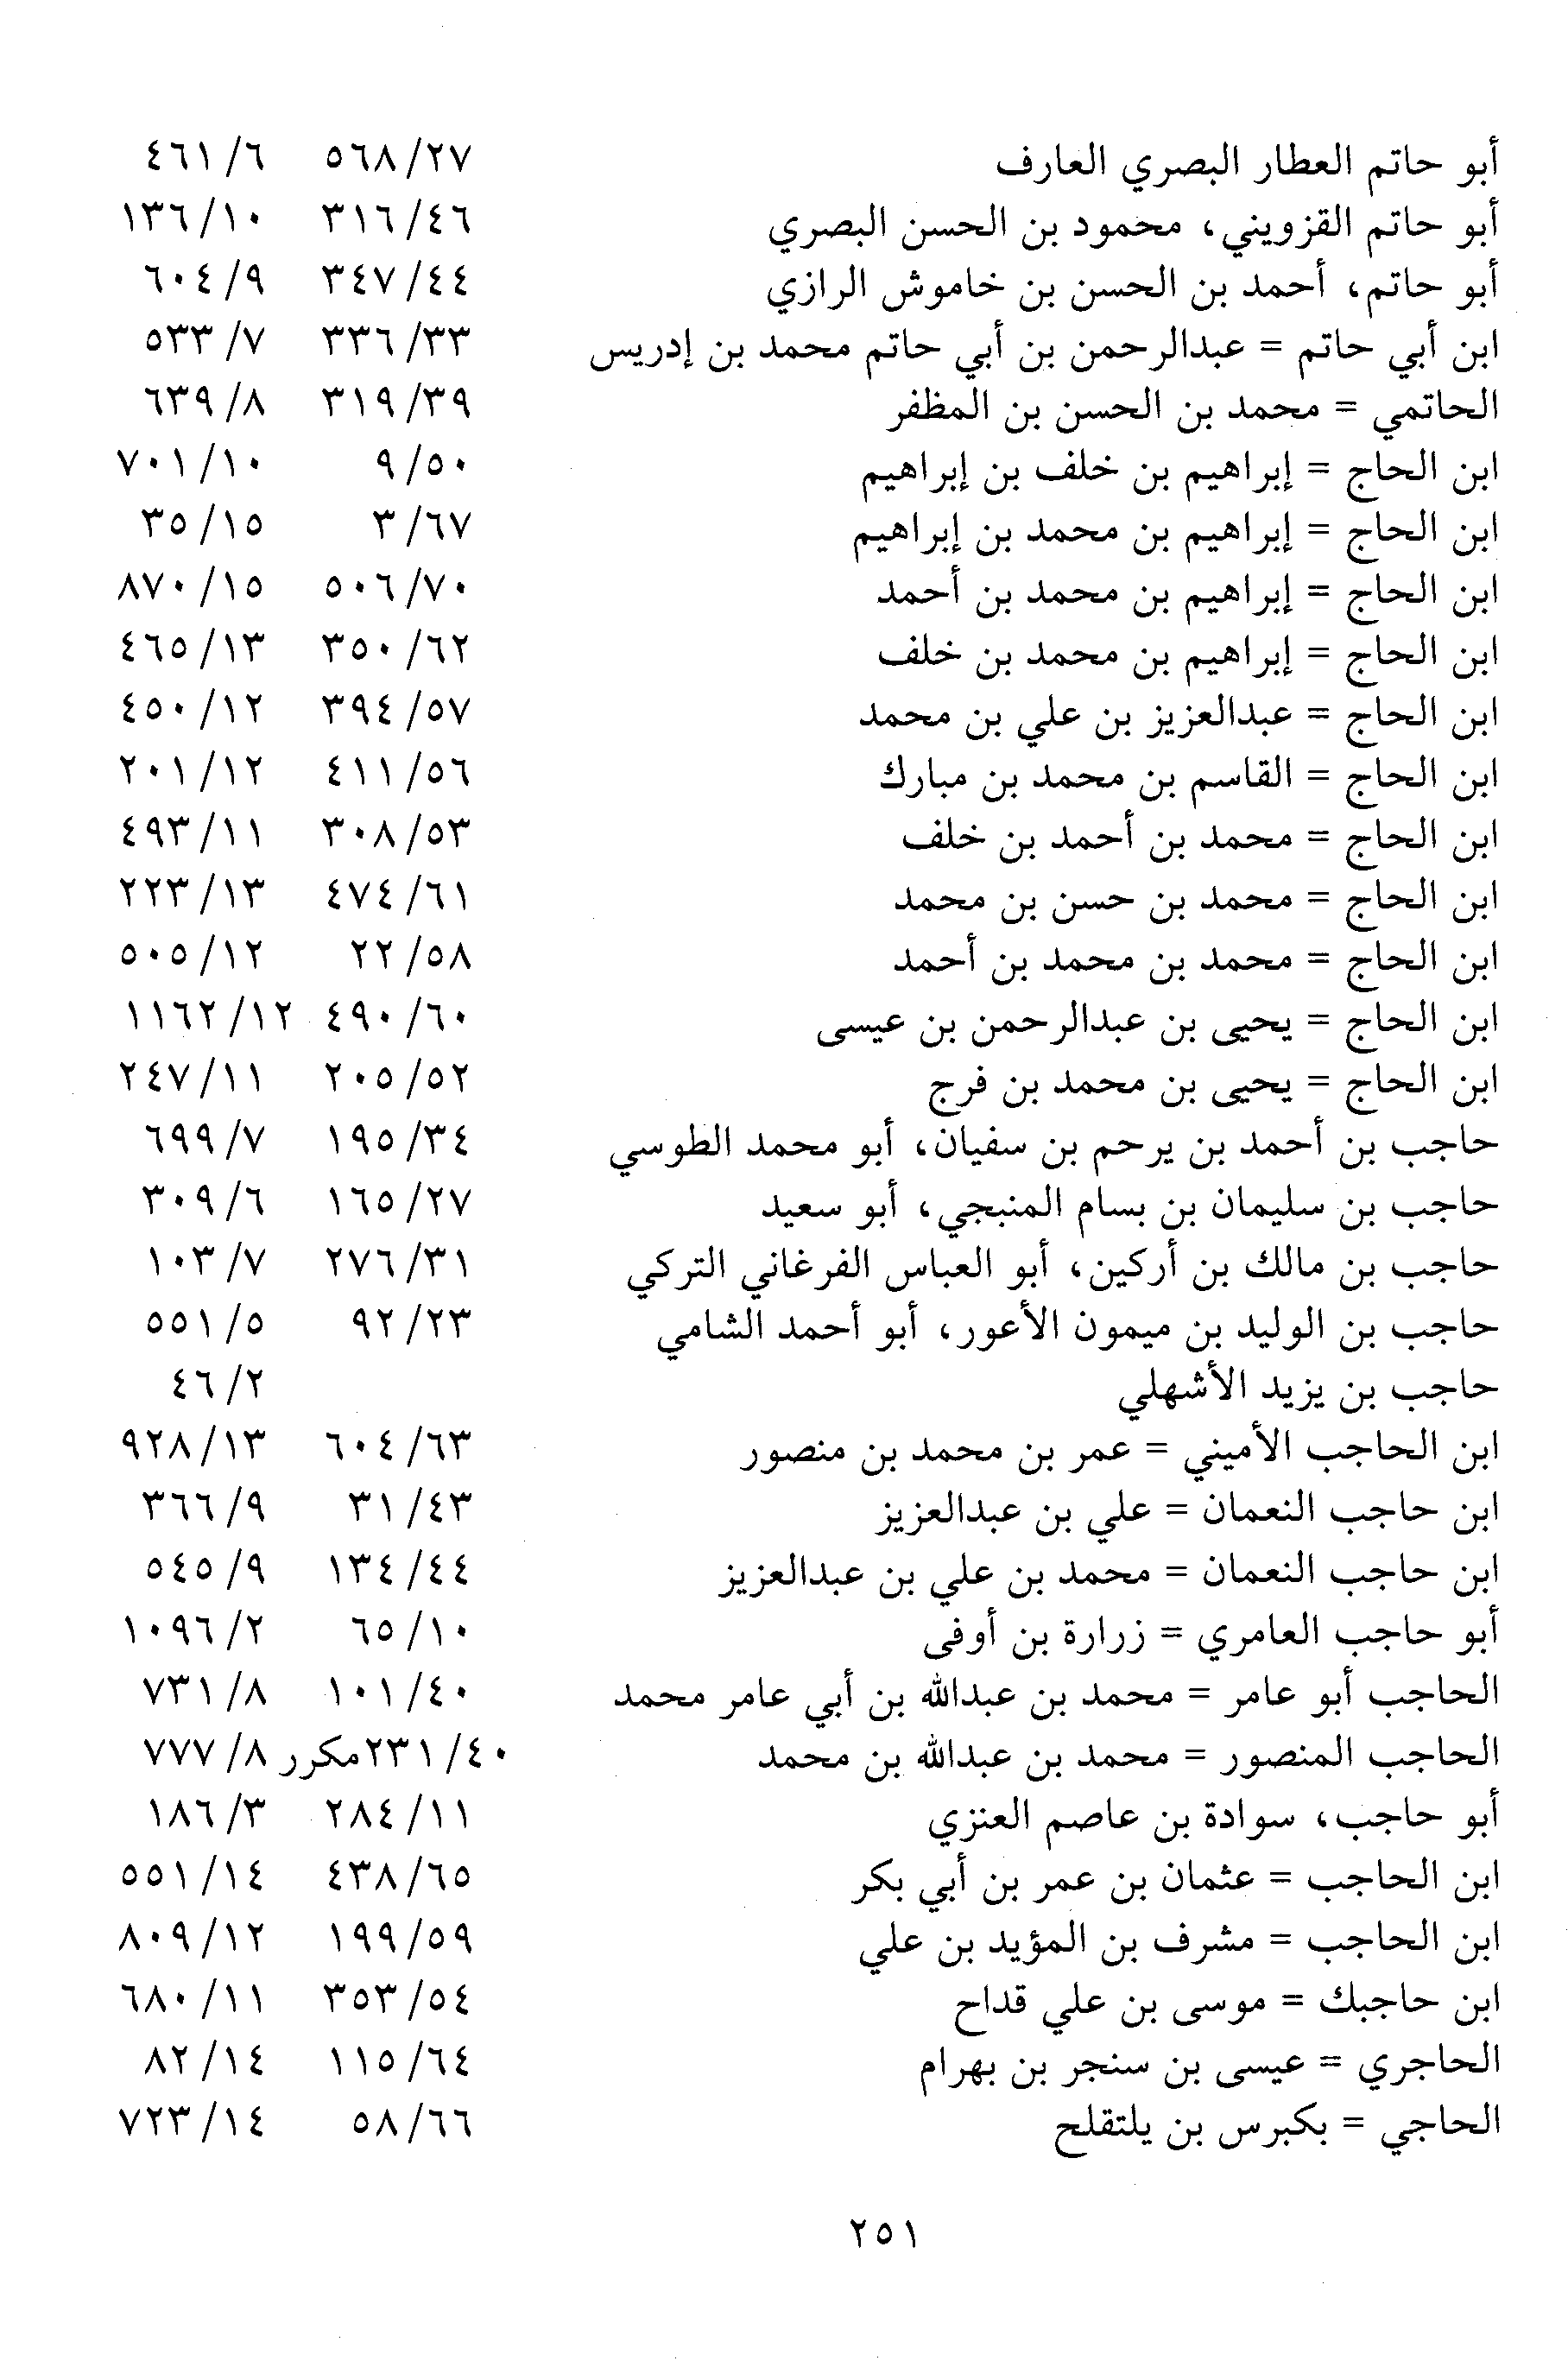 أبو حاتم العطار البصري العارف ٢٧/٥٦٨ ٦/٤٦١
أبو حاتم القزويني، محمود بن الحسن البصري ٤٦/٣١٦ ١٠/١٣٦
أبو حاتم، أحمد بن الحسن بن خاموش الرازي ٤٤/٣٤٧ ٩/٦٠٤
ابن أبي حاتم = عبدالرحمن بن أبي حاتم محمد بن إدريس ٣٣/٣٣٦ ٧/٥٣٣
الحاتمي = محمد بن الحسن بن المظفر ٣٩/٣١٩ ٨/٦٣٩
ابن الحاج = إبراهيم بن خلف بن إبراهيم ٥٠/٩ ١٠/٧٠١
ابن الحاج = إبراهيم بن محمد بن إبراهيم ٦٧/٣ ١٥/٣٥
ابن الحاج = إبراهيم بن محمد بن أحمد ٧٠/٥٠٦ ١٥/٨٧٠
ابن الحاج = إبراهيم بن محمد بن خلف ٦٢/٣٥٠ ١٣/٤٦٥
ابن الحاج = عبدالعزيز بن علي بن محمد ٥٧/٣٩٤ ١٢/٤٥٠
ابن الحاج = القاسم بن محمد بن مبارك ٥٦/٤١١ ١٢/٢٠١
ابن الحاج = محمد بن أحمد بن خلف ٥٣/٣٠٨ ١١/٤٩٣
ابن الحاج = محمد بن حسن بن محمد ٦١/٤٧٤ ١٣/٢٢٣
ابن الحاج = محمد بن محمد بن أحمد ٥٨/٢٢ ١٢/٥٠٥
ابن الحاج = يحيى بن عبدالرحمن بن عيسى ٦٠/٤٩٠ ١٢/١١٦٢
ابن الحاج = يحيى بن محمد بن فرج ٥٢/٢٠٥ ١١/٢٤٧
حاجب بن أحمد بن يرحم بن سفيان، أبو محمد الطوسي ٣٤/١٩٥ ٧/٦٩٩
حاجب بن سليمان بن بسام المنبجي، أبو سعيد ٢٧/١٦٥ ٦/٣٠٩
حاجب بن مالك بن أركين، أبو العباس الفرغاني التركي ٣١/٢٧٦ ٧/١٠٣
حاجب بن الوليد بن ميمون الأعور، أبو أحمد الشامي ٢٣/٩٢ ٥/٥٥١
حاجب بن يزيد الأشهلي ٢/٤٦
ابن الحاجب الأميني = عمر بن محمد بن منصور ٦٣/٦٠٤ ١٣/٩٢٨
ابن حاجب النعمان = علي بن عبدالعزيز ٤٣/٣١ ٩/٣٦٦
ابن حاجب النعمان = محمد بن علي بن عبدالعزيز ٤٤/١٣٤ ٩/٥٤٥
أبو حاجب العامري = زرارة بن أوفى ١٠/٦٥ ٢/١٠٩٦
الحاجب أبو عامر = محمد بن عبدالله بن أبي عامر محمد ٤٠/١٠١ ٨/٧٣١
الحاجب المنصور = محمد بن عبدالله بن محمد ٤٠/٢٣١مكرر ٨/٧٧٧
أبو حاجب، سوادة بن عاصم العنزي ١١/٢٨٤ ٣/١٨٦
ابن الحاجب = عثمان بن عمر بن أبي بكر ٦٥/٤٣٨ ١٤/٥٥١
ابن الحاجب = مشرف بن المؤيد بن علي ٥٩/١٩٩ ١٢/٨٠٩
ابن حاجبك = موسى بن علي قداح ٥٤/٣٥٣ ١١/٦٨٠
الحاجري = عيسى بن سنجر بن بهرام ٦٤/١١٥ ١٤/٨٢
الحاجي = بكبرس بن يلتقلح ٦٦/٥٨ ١٤/٧٢٣
٢٥١